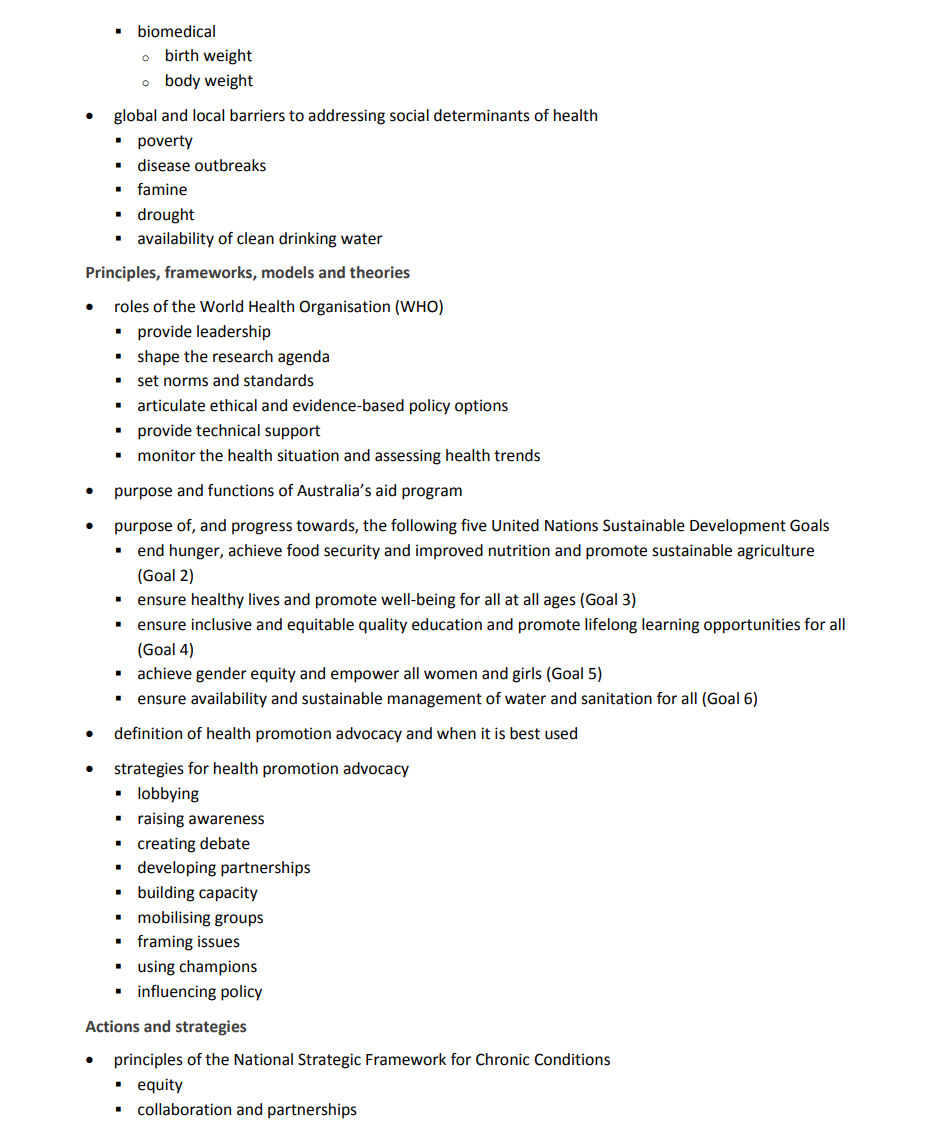 ▪ biomedical
o birth weight
o body weight
• global and local barriers to addressing social determinants of health
▪ poverty
▪ disease outbreaks
▪ famine
▪ drought
▪ availability of clean drinking water
Principles, frameworks, models and theories
• roles of the World Health Organisation (WHO)
▪ provide leadership
▪ shape the research agenda
▪ set norms and standards
▪ articulate ethical and evidence-based policy options
▪ provide technical support
▪ monitor the health situation and assessing health trends
• purpose and functions of Australia’s aid program
• purpose of, and progress towards, the following five United Nations Sustainable Development Goals
▪ end hunger, achieve food security and improved nutrition and promote sustainable agriculture
(Goal 2)
▪ ensure healthy lives and promote well-being for all at all ages (Goal 3)
▪ ensure inclusive and equitable quality education and promote lifelong learning opportunities for all
(Goal 4)
▪ achieve gender equity and empower all women and girls (Goal 5)
▪ ensure availability and sustainable management of water and sanitation for all (Goal 6)
• definition of health promotion advocacy and when it is best used
• strategies for health promotion advocacy
▪ lobbying
▪ raising awareness
▪ creating debate
▪ developing partnerships
▪ building capacity
▪ mobilising groups
▪ framing issues
▪ using champions
▪ influencing policy
Actions and strategies
• principles of the National Strategic Framework for Chronic Conditions
▪ equity
▪ collaboration and partnerships